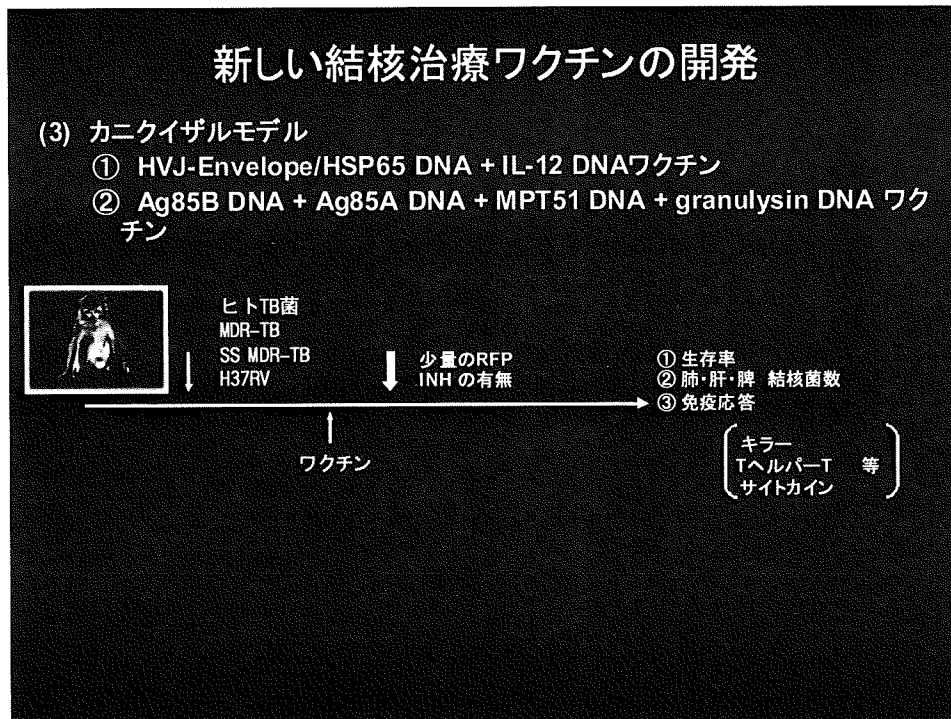 新しい結核治療ワクチンの開発
(3) カニクイザルモデル
① HVJ-Envelope/HSP65 DNA + IL-12 DNAワクチン
② Ag85B DNA + Ag85A DNA + MPT51 DNA + granulysin DNA ワク
チン
ヒトTB菌
MDR-TB
SS MDR-TB
H37RV
少量のRFP
INH の有無
ワクチン
① 生存率
② 肺・肝・脾 結核菌数
③ 免疫応答
キラー
TヘルパーT 等
サイトカイン